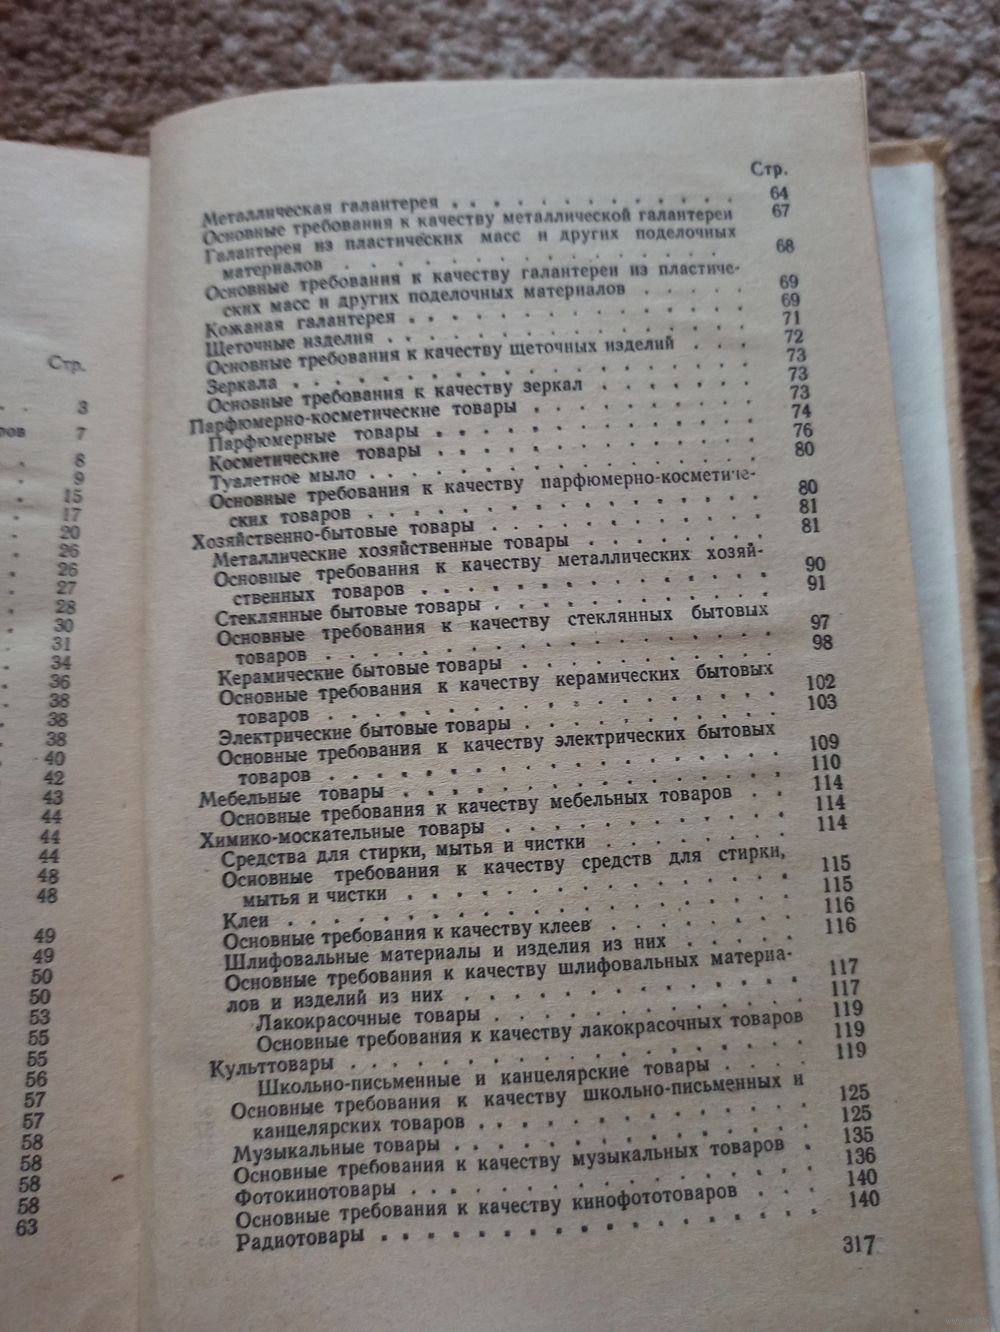 Стр.
3
ров 7
8
9
15
17
20
26
26
27
28
30
31
34
36
38
38
38
40
42
43
44
44
44
48
48
49
49
50
50
53
55
55
56
57
57
58
58
58
58
63
Стр.
Металлическая галантерея . . . . . . . . . . . . 64
Основные требования к качеству металлической галантереи 67
Галантерея из пластических масс и других поделочных
материалов . . . . . . . . . . . . . . . . 68
Основные требования к качеству галантереи из пластиче-
ских масс и других поделочных материалов . . . . . 69
Кожаная галантерея . . . . . . . . . . . . . . 69
Щеточные изделия . . . . . . . . . . . . . . . 71
Основные требования к качеству щеточных изделий . . . 72
Зеркала . . . . . . . . . . . . . . . . . . . 73
Основные требования к качеству зеркал . . . . . . . 73
Парфюмерно-косметические товары . . . . . . . . . . 73
Парфюмерные товары . . . . . . . . . . . . . . 74
Косметические товары . . . . . . . . . . . . . . 76
Туалетное мыло . . . . . . . . . . . . . . . . 80
Основные требования к качеству парфюмерно-косметиче-
ских товаров . . . . . . . . . . . . . . . . 80
Хозяйственно-бытовые товары . . . . . . . . . . . . 81
Металлические хозяйственные товары . . . . . . . . 81
Основные требования к качеству металлических хозяй-
ственных товаров . . . . . . . . . . . . . . 90
Стеклянные бытовые товары . . . . . . . . . . . . 91
Основные требования к качеству стеклянных бытовых
товаров . . . . . . . . . . . . . . . . . . 97
Керамические бытовые товары . . . . . . . . . . . 98
Основные требования к качеству керамических бытовых
товаров . . . . . . . . . . . . . . . . . . 102
Электрические бытовые товары . . . . . . . . . . . 103
Основные требования к качеству электрических бытовых
товаров . . . . . . . . . . . . . . . . . . 109
Мебельные товары . . . . . . . . . . . . . . . . 110
Основные требования к качеству мебельных товаров . . 114
Химико-москательные товары . . . . . . . . . . . . 114
Средства для стирки, мытья и чистки . . . . . . . . 114
Основные требования к качеству средств для стирки,
мытья и чистки . . . . . . . . . . . . . . . 115
Клеи . . . . . . . . . . . . . . . . . . . . 115
Основные требования к качеству клеев . . . . . . . . 116
Шлифовальные материалы и изделия из них . . . . . 116
Основные требования к качеству шлифовальных материа-
лов и изделий из них . . . . . . . . . . . . . 117
Лакокрасочные товары . . . . . . . . . . . . . 117
Основные требования к качеству лакокрасочных товаров 119
Культтовары . . . . . . . . . . . . . . . . . . 119
Школьно-письменные и канцелярские товары . . . . 119
Основные требования к качеству школьно-письменных и
канцелярских товаров . . . . . . . . . . . . . 125
Музыкальные товары . . . . . . . . . . . . . . 125
Основные требования к качеству музыкальных товаров . 135
Фотокинотовары . . . . . . . . . . . . . . . . 136
Основные требования к качеству кинофототоваров . . . 140
Радиотовары . . . . . . . . . . . . . . . . . 140
317